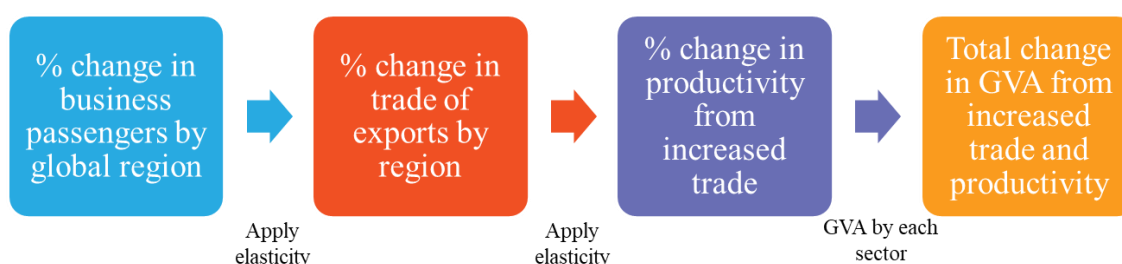 % change in
business
passengers by
global region
Apply
elasticity
% change in
trade of
exports by
region
Apply
elasticity
% change in
productivity
from
increased
trade
GVA by each
sector
Total change
in GVA from
increased
trade and
productivity